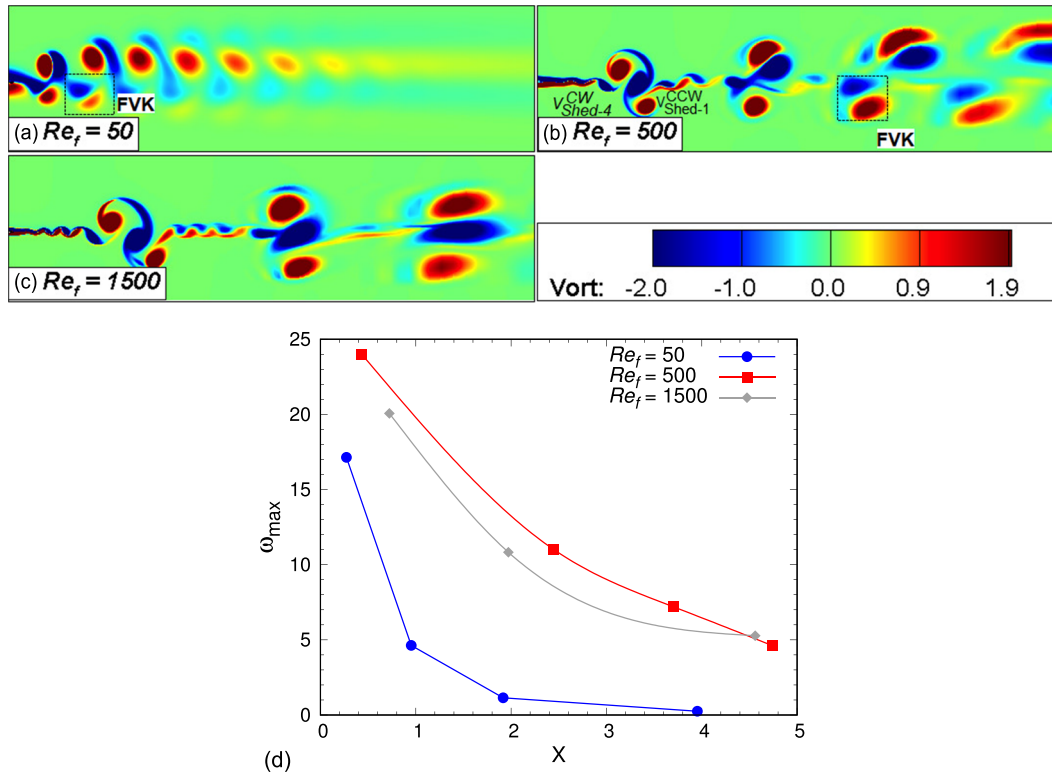 FVK
(a) Re_f = 50
V^CW_Shed-4
V^CCW_Shed-1
FVK
(b) Re_f = 500
(c) Re_f = 1500
Vort: -2.0 -1.0 0.0 0.9 1.9
Re_f = 50
Re_f = 500
Re_f = 1500
25
20
15
10
5
0
ω_max
0 1 2 3 4 5
X
(d)